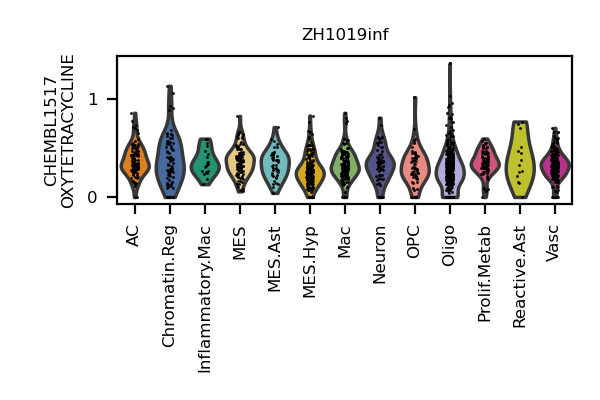 ZH1019inf
CHEMBL1517
OXYTETRACYCLINE
1
0
AC
Chromatin.Reg
Inflammatory.Mac
MES
MES.Ast
MES.Hyp
Mac
Neuron
OPC
Oligo
Prolif.Metab
Reactive.Ast
Vasc